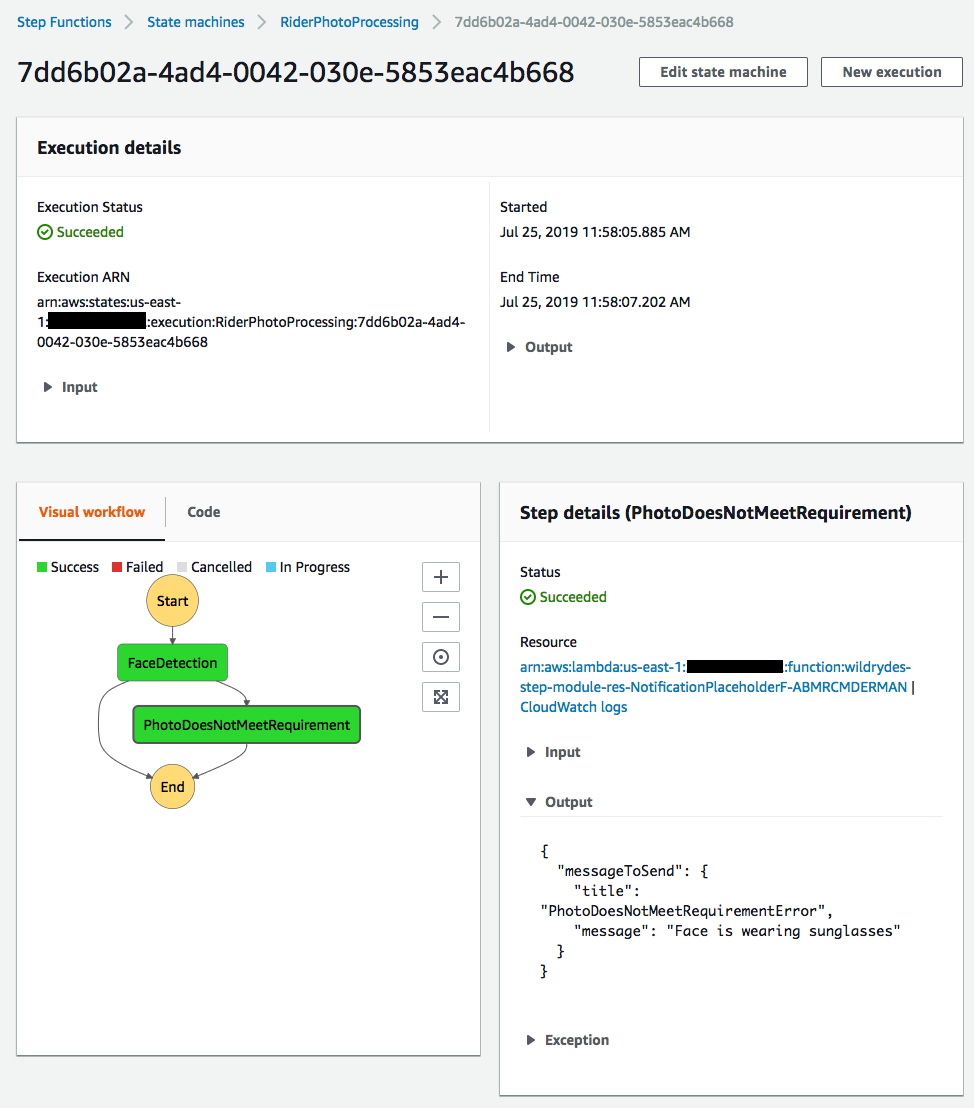 Step Functions > State machines > RiderPhotoProcessing > 7dd6b02a-4ad4-0042-030e-5853eac4b668
7dd6b02a-4ad4-0042-030e-5853eac4b668
Edit state machine
New execution
Execution details
Execution Status
Succeeded
Execution ARN
arn:aws:states:us-east-
1: :execution:RiderPhotoProcessing:7dd6b02a-4ad4-
0042-030e-5853eac4b668
Input
Started
Jul 25, 2019 11:58:05.885 AM
End Time
Jul 25, 2019 11:58:07.202 AM
Output
Visual workflow
Code
Success Failed Cancelled In Progress
Start
FaceDetection
PhotoDoesNotMeetRequirement
End
Step details (PhotoDoesNotMeetRequirement)
Status
Succeeded
Resource
arn:aws:lambda:us-east-1: :function:wildrydes-
step-module-res-NotificationPlaceholderF-ABMRCMDERMAN |
CloudWatch logs
Input
Output
{
"messageToSend": {
"title":
"PhotoDoesNotMeetRequirementError",
"message": "Face is wearing sunglasses"
}
}
Exception